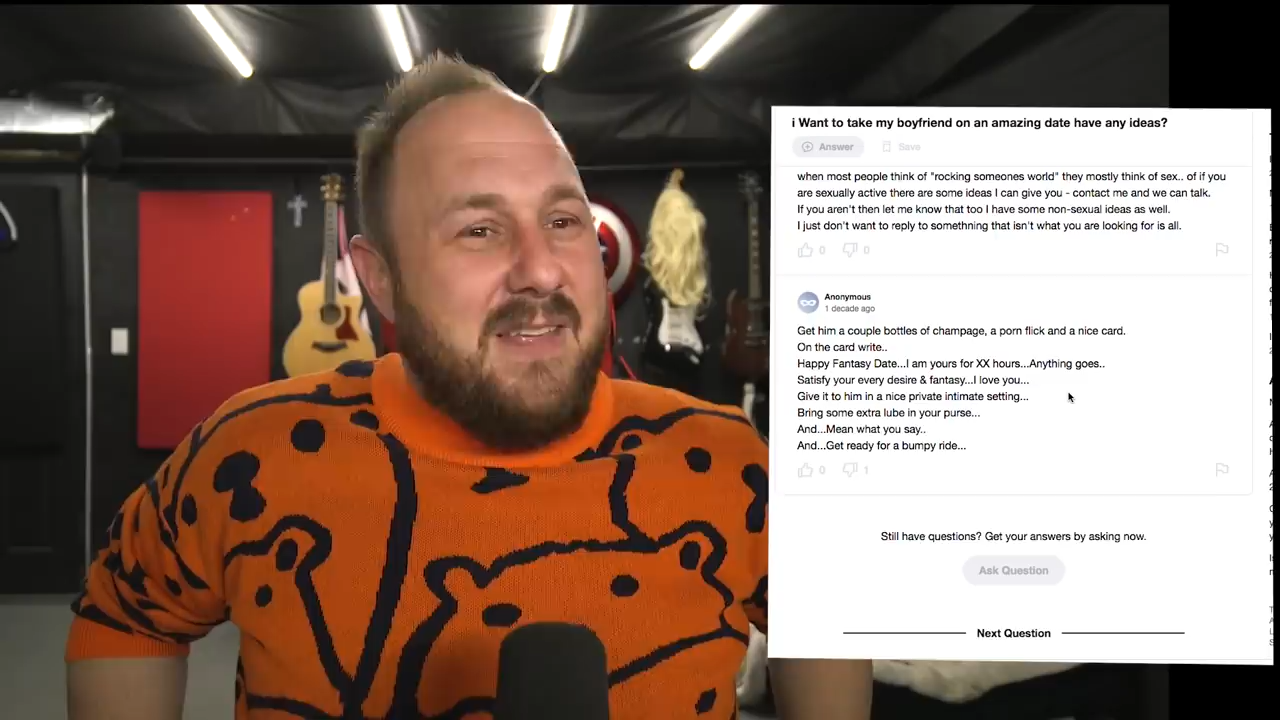 i Want to take my boyfriend on an amazing date have any ideas?
Answer
Save
when most people think of "rocking someones world" they mostly think of sex.. of if you
are sexually active there are some ideas I can give you - contact me and we can talk.
If you aren't then let me know that too I have some non-sexual ideas as well.
I just don't want to reply to somethning that isn't what you are looking for is all.
0
0
Anonymous
1 decade ago
Get him a couple bottles of champage, a porn flick and a nice card.
On the card write..
Happy Fantasy Date...I am yours for XX hours...Anything goes..
Satisfy your every desire & fantasy...I love you...
Give it to him in a nice private intimate setting...
Bring some extra lube in your purse...
And...Mean what you say..
And...Get ready for a bumpy ride...
0
1
Still have questions? Get your answers by asking now.
Ask Question
Next Question